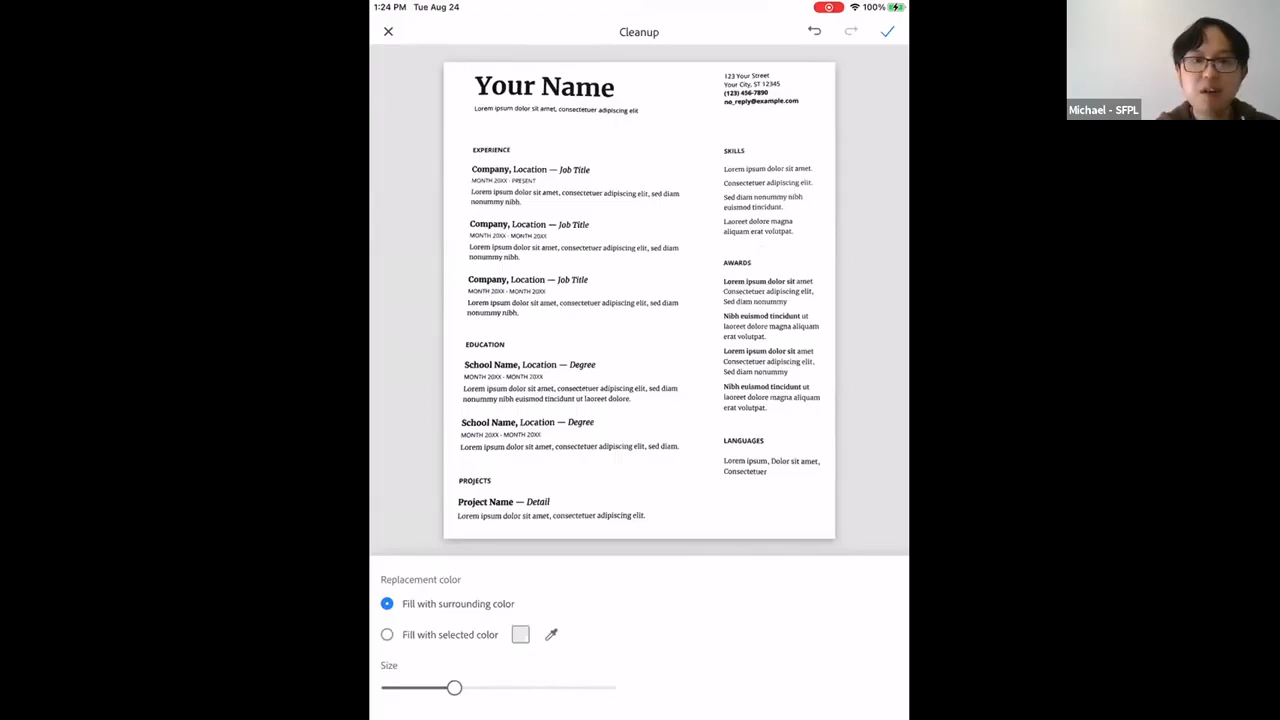 1:24 PM Tue Aug 24
100%
Cleanup
Your Name
Lorem ipsum dolor sit amet, consectetuer adipiscing elit
123 Your Street
Your City, ST 12345
(123) 456-7890
no_reply@example.com
EXPERIENCE
Company, Location — Job Title
MONTH 20XX - PRESENT
Lorem ipsum dolor sit amet, consectetuer adipiscing elit, sed diam
nonummy nibh.
Company, Location — Job Title
MONTH 20XX - MONTH 20XX
Lorem ipsum dolor sit amet, consectetuer adipiscing elit, sed diam
nonummy nibh.
Company, Location — Job Title
MONTH 20XX - MONTH 20XX
Lorem ipsum dolor sit amet, consectetuer adipiscing elit, sed diam
nonummy nibh.
EDUCATION
School Name, Location — Degree
MONTH 20XX - MONTH 20XX
Lorem ipsum dolor sit amet, consectetuer adipiscing elit, sed diam
nonummy nibh euismod tincidunt ut laoreet dolore.
School Name, Location — Degree
MONTH 20XX - MONTH 20XX
Lorem ipsum dolor sit amet, consectetuer adipiscing elit, sed diam.
PROJECTS
Project Name — Detail
Lorem ipsum dolor sit amet, consectetuer adipiscing elit.
SKILLS
Lorem ipsum dolor sit amet.
Consectetuer adipiscing elit.
Sed diam nonummy nibh
euismod tincidunt.
Laoreet dolore magna
aliquam erat volutpat.
AWARDS
Lorem ipsum dolor sit amet
Consectetuer adipiscing elit,
Sed diam nonummy
Nibh euismod tincidunt ut
laoreet dolore magna aliquam
erat volutpat.
Lorem ipsum dolor sit amet
Consectetuer adipiscing elit,
Sed diam nonummy
Nibh euismod tincidunt ut
laoreet dolore magna aliquam
erat volutpat.
LANGUAGES
Lorem ipsum, Dolor sit amet,
Consectetuer
Replacement color
Fill with surrounding color
Fill with selected color
Size
Michael - SFPL